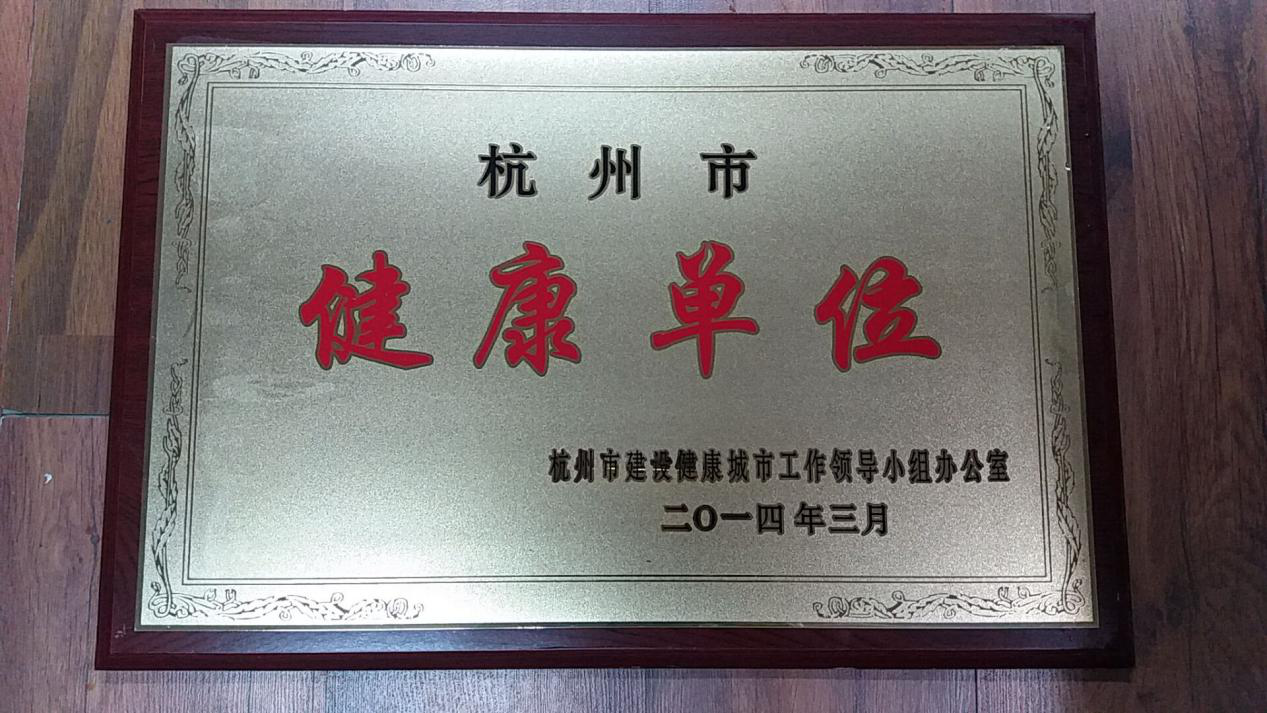 杭州市
健康单位
杭州市建设健康城市工作领导小组办公室
二〇一四年三月